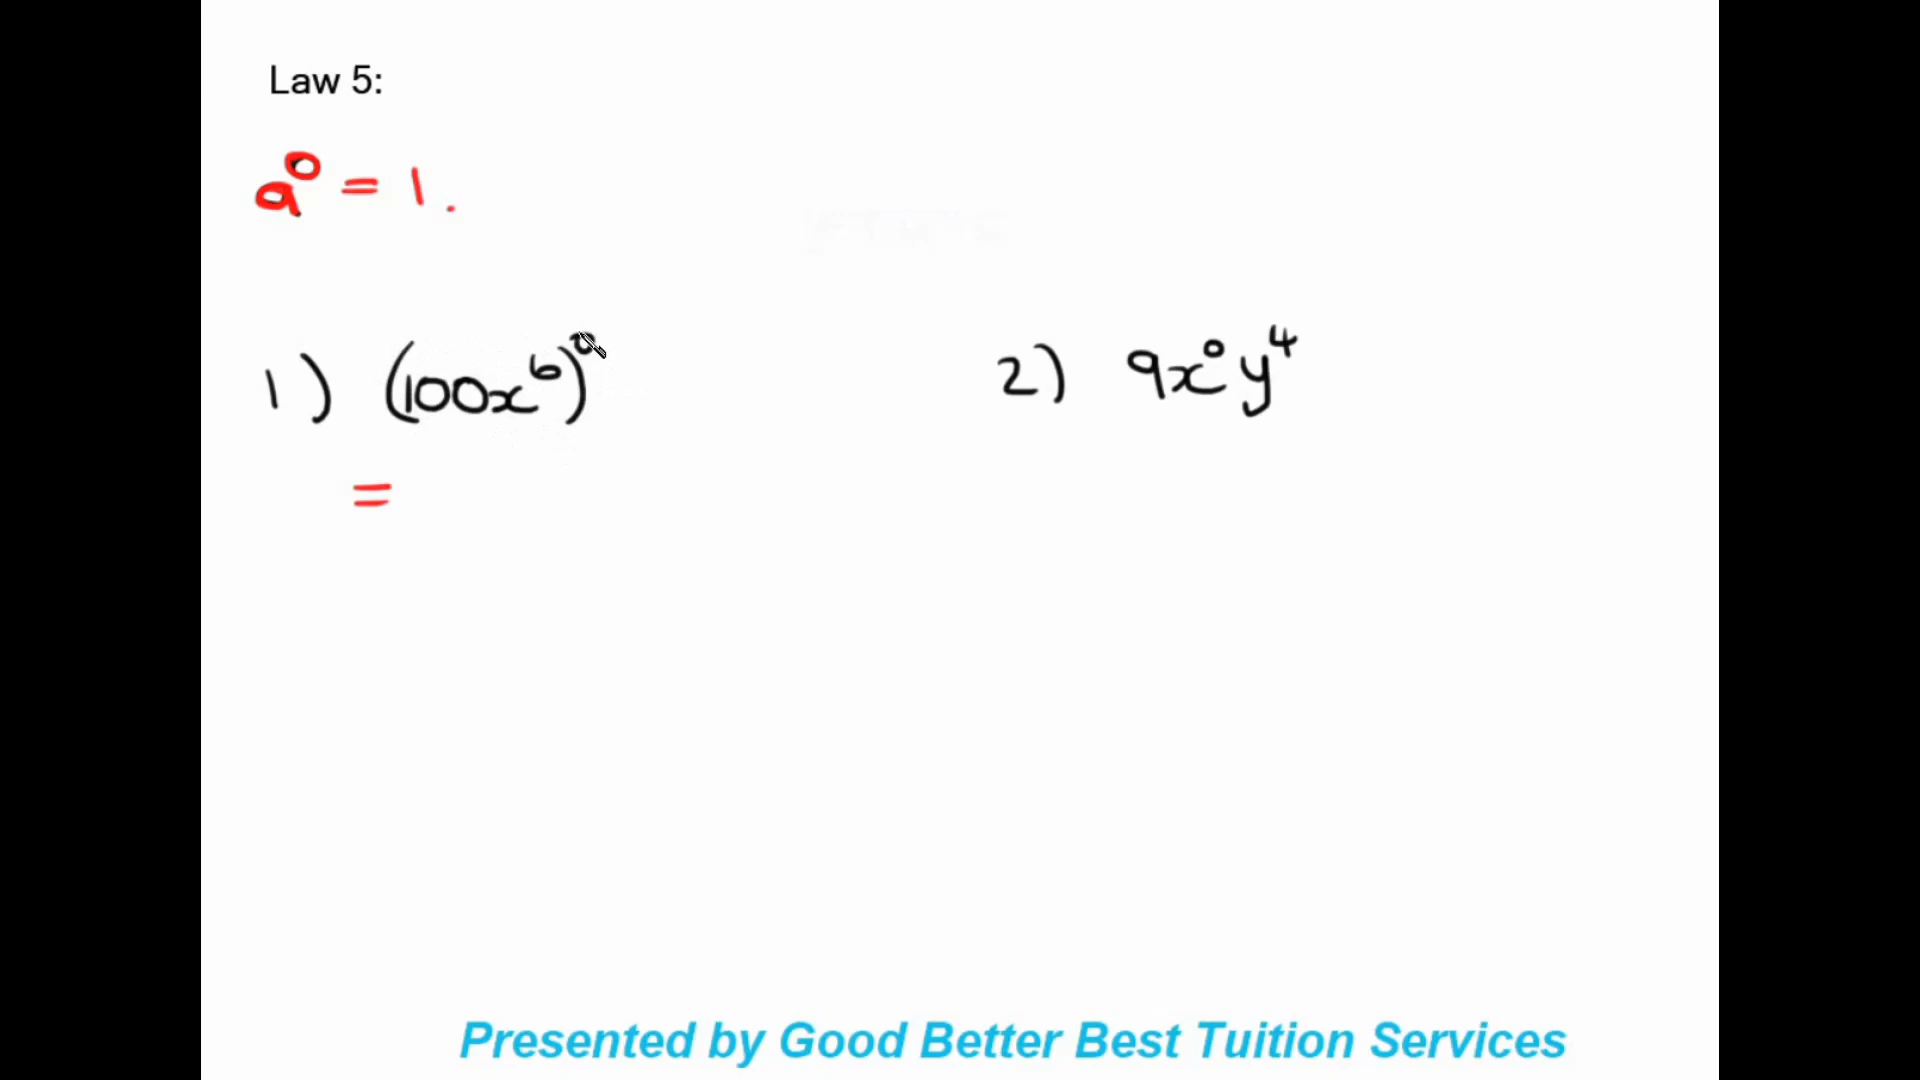 Law 5:
a⁰ = 1.
1) (100x⁶)⁰
2) 9x⁰y⁴
=
Presented by Good Better Best Tuition Services